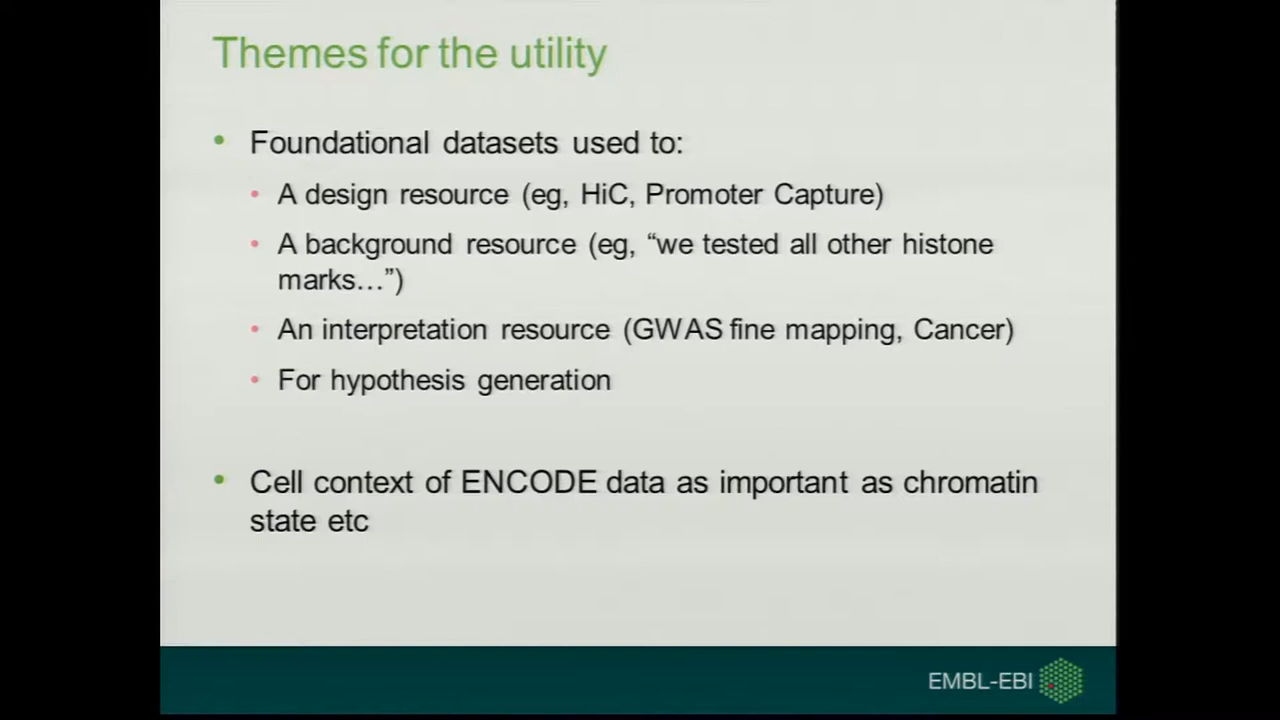 Themes for the utility
• Foundational datasets used to:
• A design resource (eg, HiC, Promoter Capture)
• A background resource (eg, “we tested all other histone
marks…”)
• An interpretation resource (GWAS fine mapping, Cancer)
• For hypothesis generation
• Cell context of ENCODE data as important as chromatin
state etc
EMBL-EBI